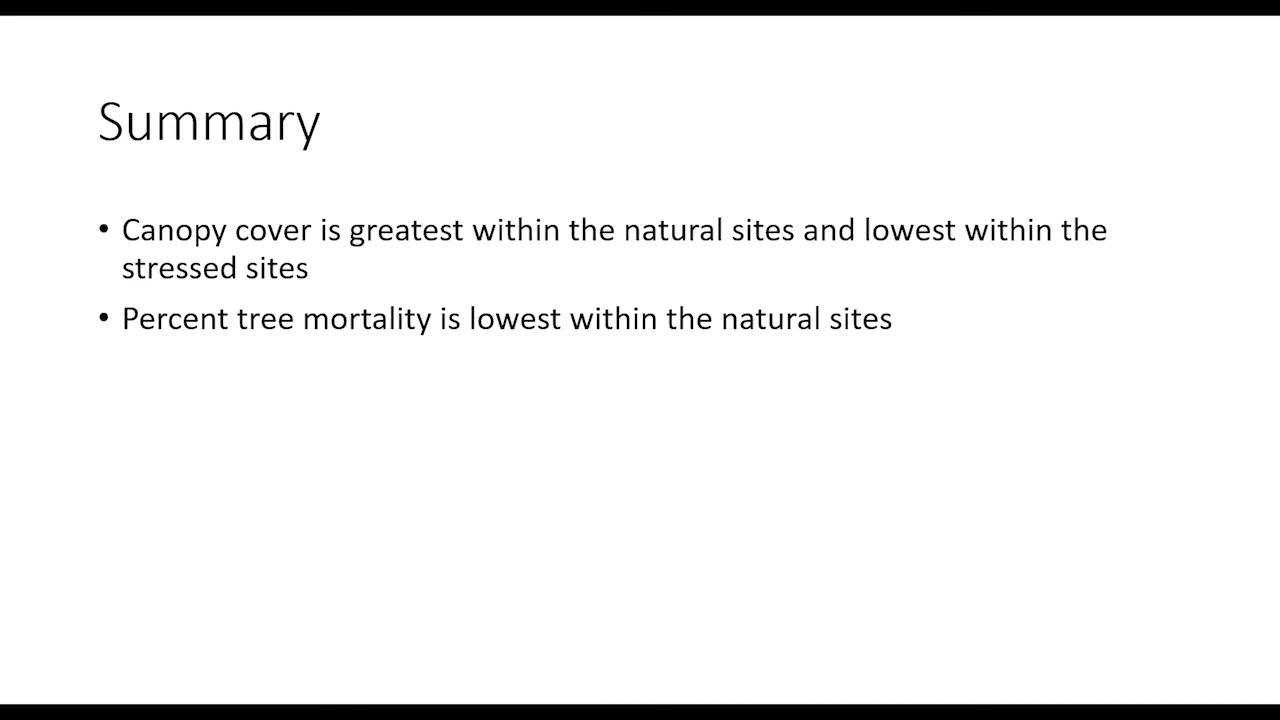 Summary
• Canopy cover is greatest within the natural sites and lowest within the
stressed sites
• Percent tree mortality is lowest within the natural sites